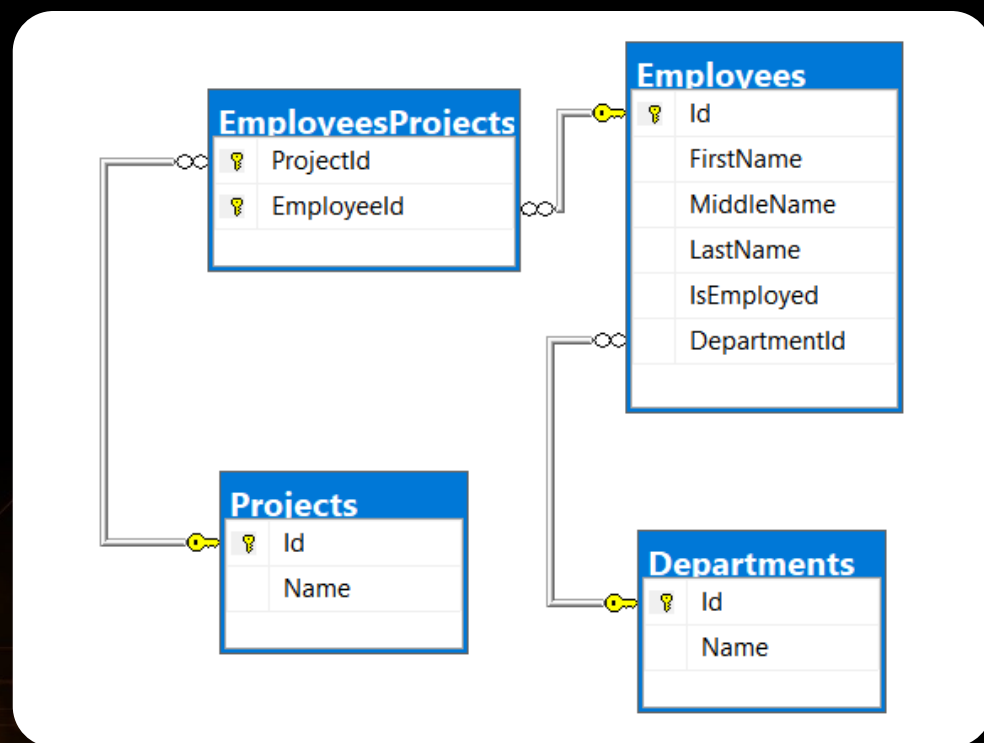 EmployeesProjects
ProjectId
EmployeeId
Employees
Id
FirstName
MiddleName
LastName
IsEmployed
DepartmentId
Projects
Id
Name
Departments
Id
Name